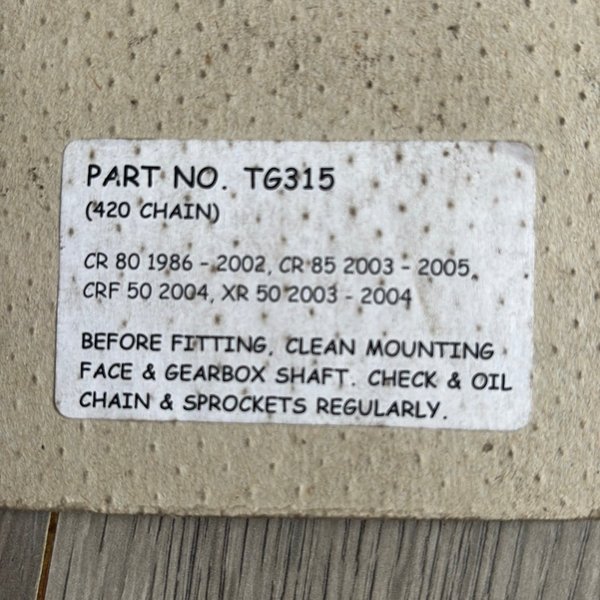 PART NO. TG315
(420 CHAIN)
CR 80 1986 - 2002, CR 85 2003 - 2005,
CRF 50 2004, XR 50 2003 - 2004
BEFORE FITTING, CLEAN MOUNTING
FACE & GEARBOX SHAFT. CHECK & OIL
CHAIN & SPROCKETS REGULARLY.